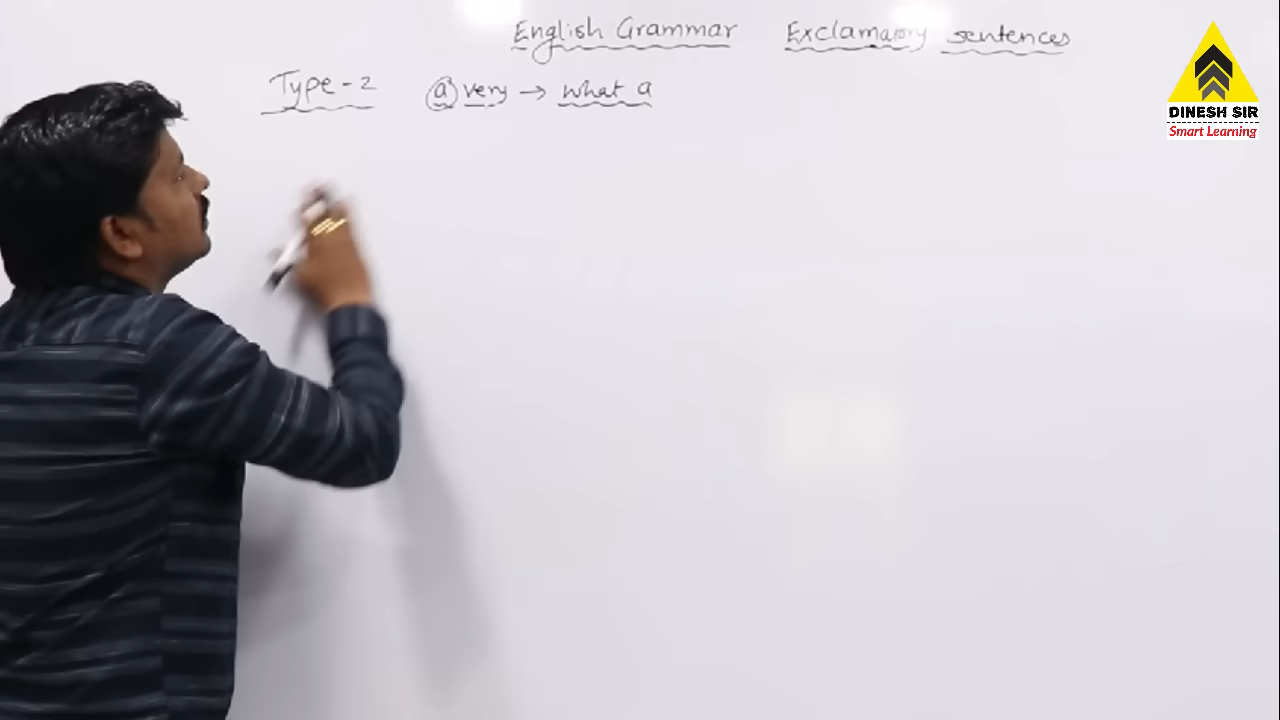 English Grammar Exclamatory sentences
Type - 2 a very → what a
DINESH SIR
Smart Learning